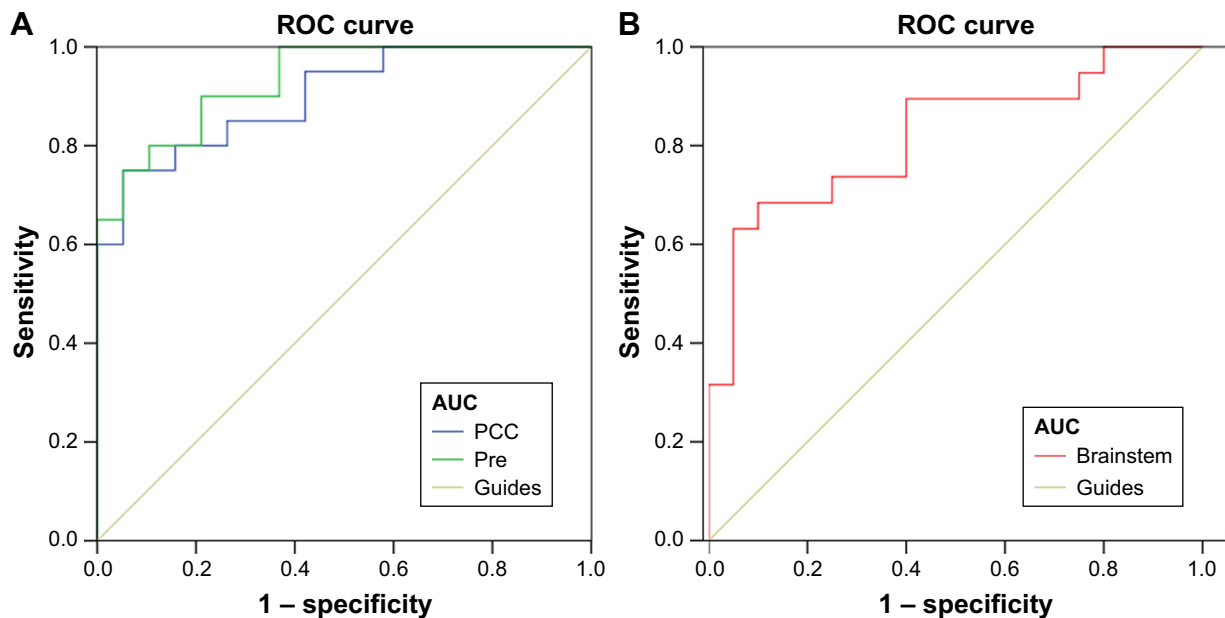 A
ROC curve
1.0
0.8
0.6
0.4
0.2
0.0
Sensitivity
AUC
PCC
Pre
Guides
0.0 0.2 0.4 0.6 0.8 1.0
1 – specificity
B
ROC curve
1.0
0.8
0.6
0.4
0.2
0.0
Sensitivity
AUC
Brainstem
Guides
0.0 0.2 0.4 0.6 0.8 1.0
1 – specificity